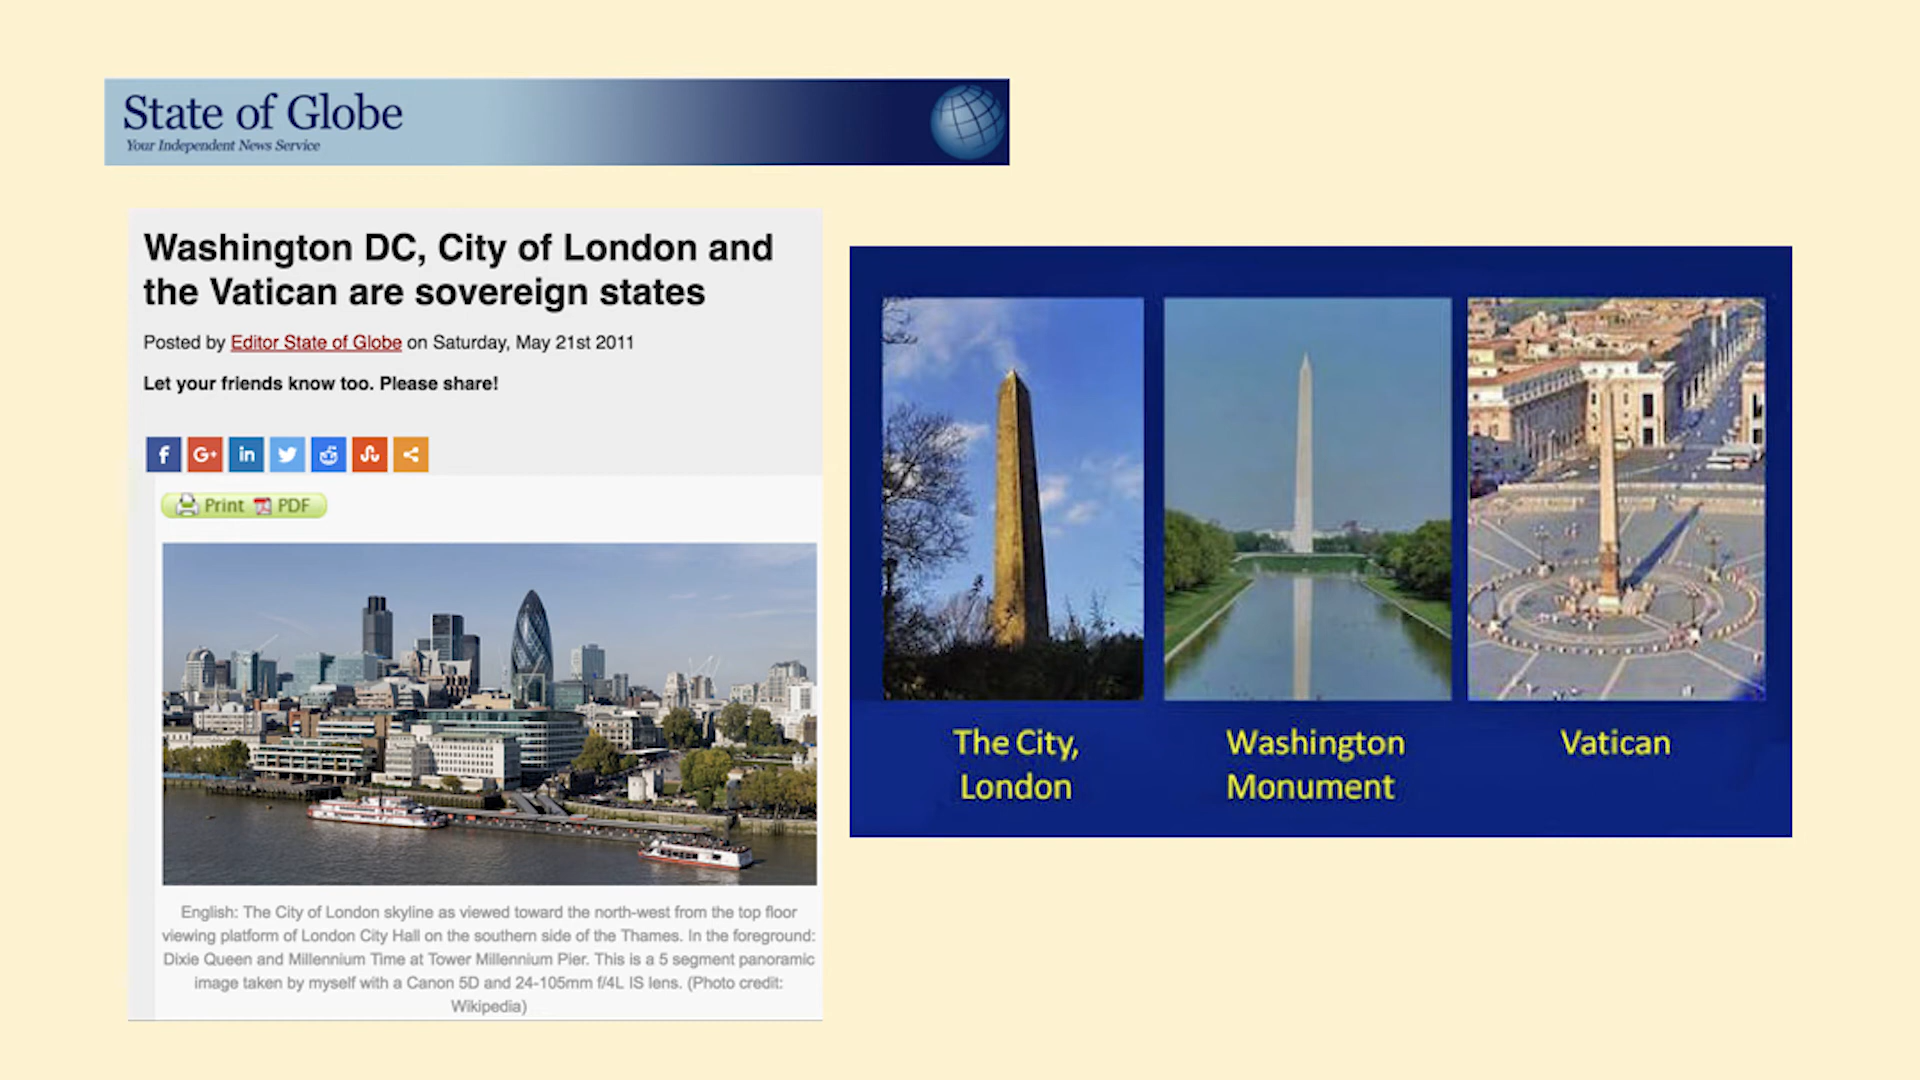 State of Globe
Your Independent News Service
Washington DC, City of London and
the Vatican are sovereign states
Posted by Editor State of Globe on Saturday, May 21st 2011
Let your friends know too. Please share!
f G+ in
Print PDF
English: The City of London skyline as viewed toward the north-west from the top floor
viewing platform of London City Hall on the southern side of the Thames. In the foreground:
Dixie Queen and Millennium Time at Tower Millennium Pier. This is a 5 segment panoramic
image taken by myself with a Canon 5D and 24-105mm f/4L IS lens. (Photo credit:
Wikipedia)
The City,
London
Washington
Monument
Vatican